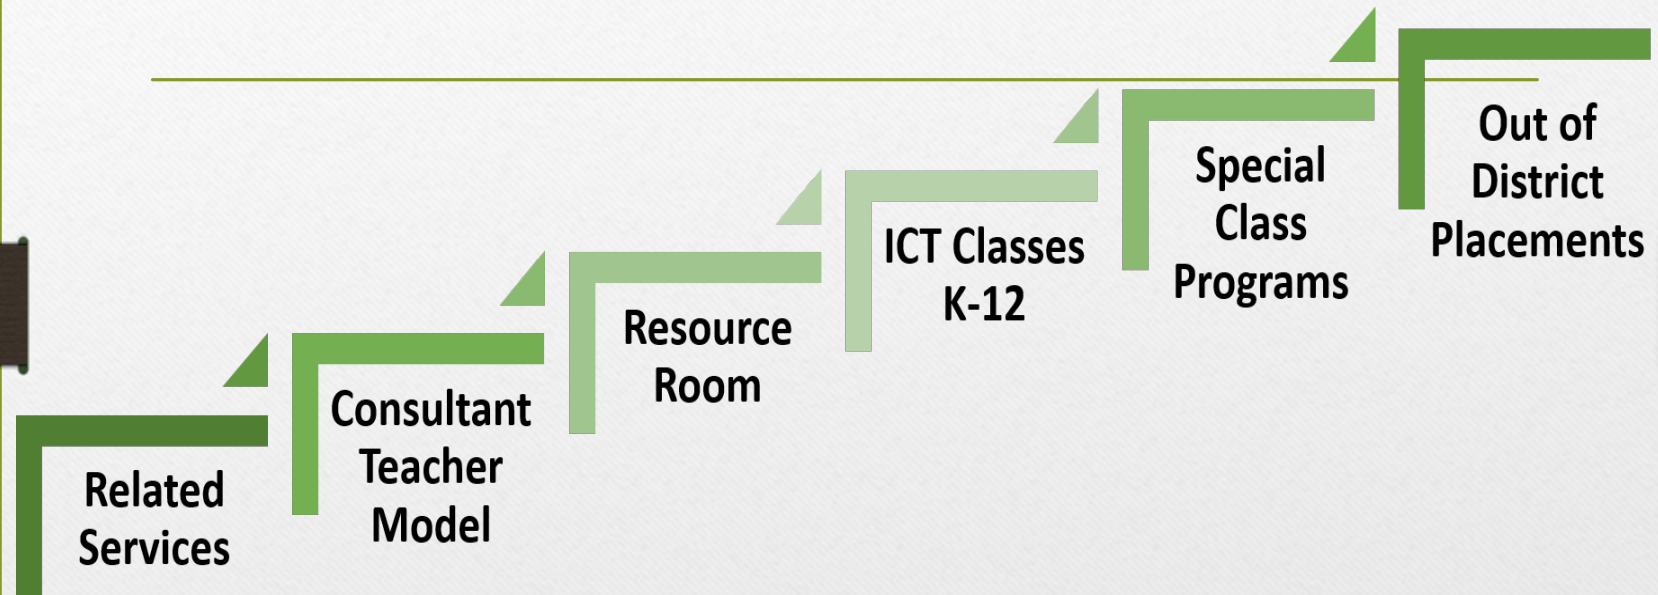 Related
Services
Consultant
Teacher
Model
Resource
Room
ICT Classes
K-12
Special
Class
Programs
Out of
District
Placements